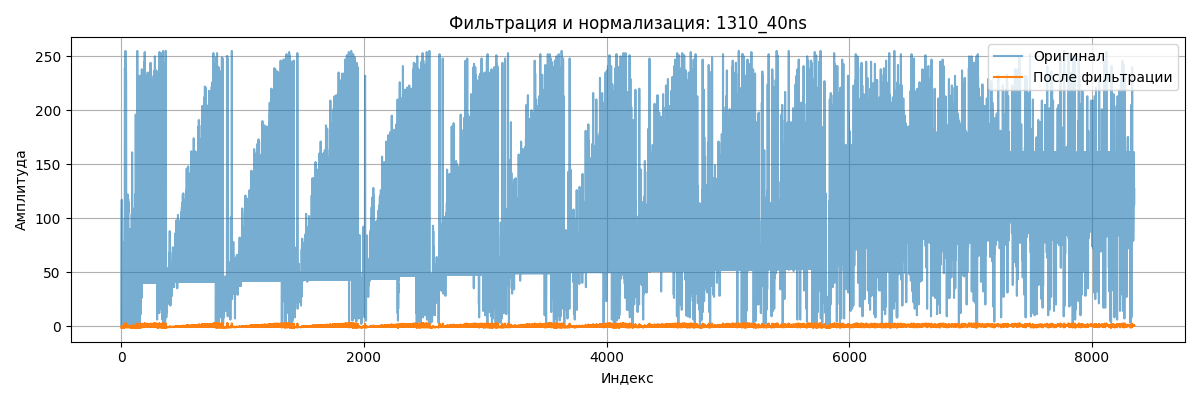 Фильтрация и нормализация: 1310_40ns
Амплитуда
250
200
150
100
50
0
Оригинал
После фильтрации
0
2000
4000
6000
8000
Индекс